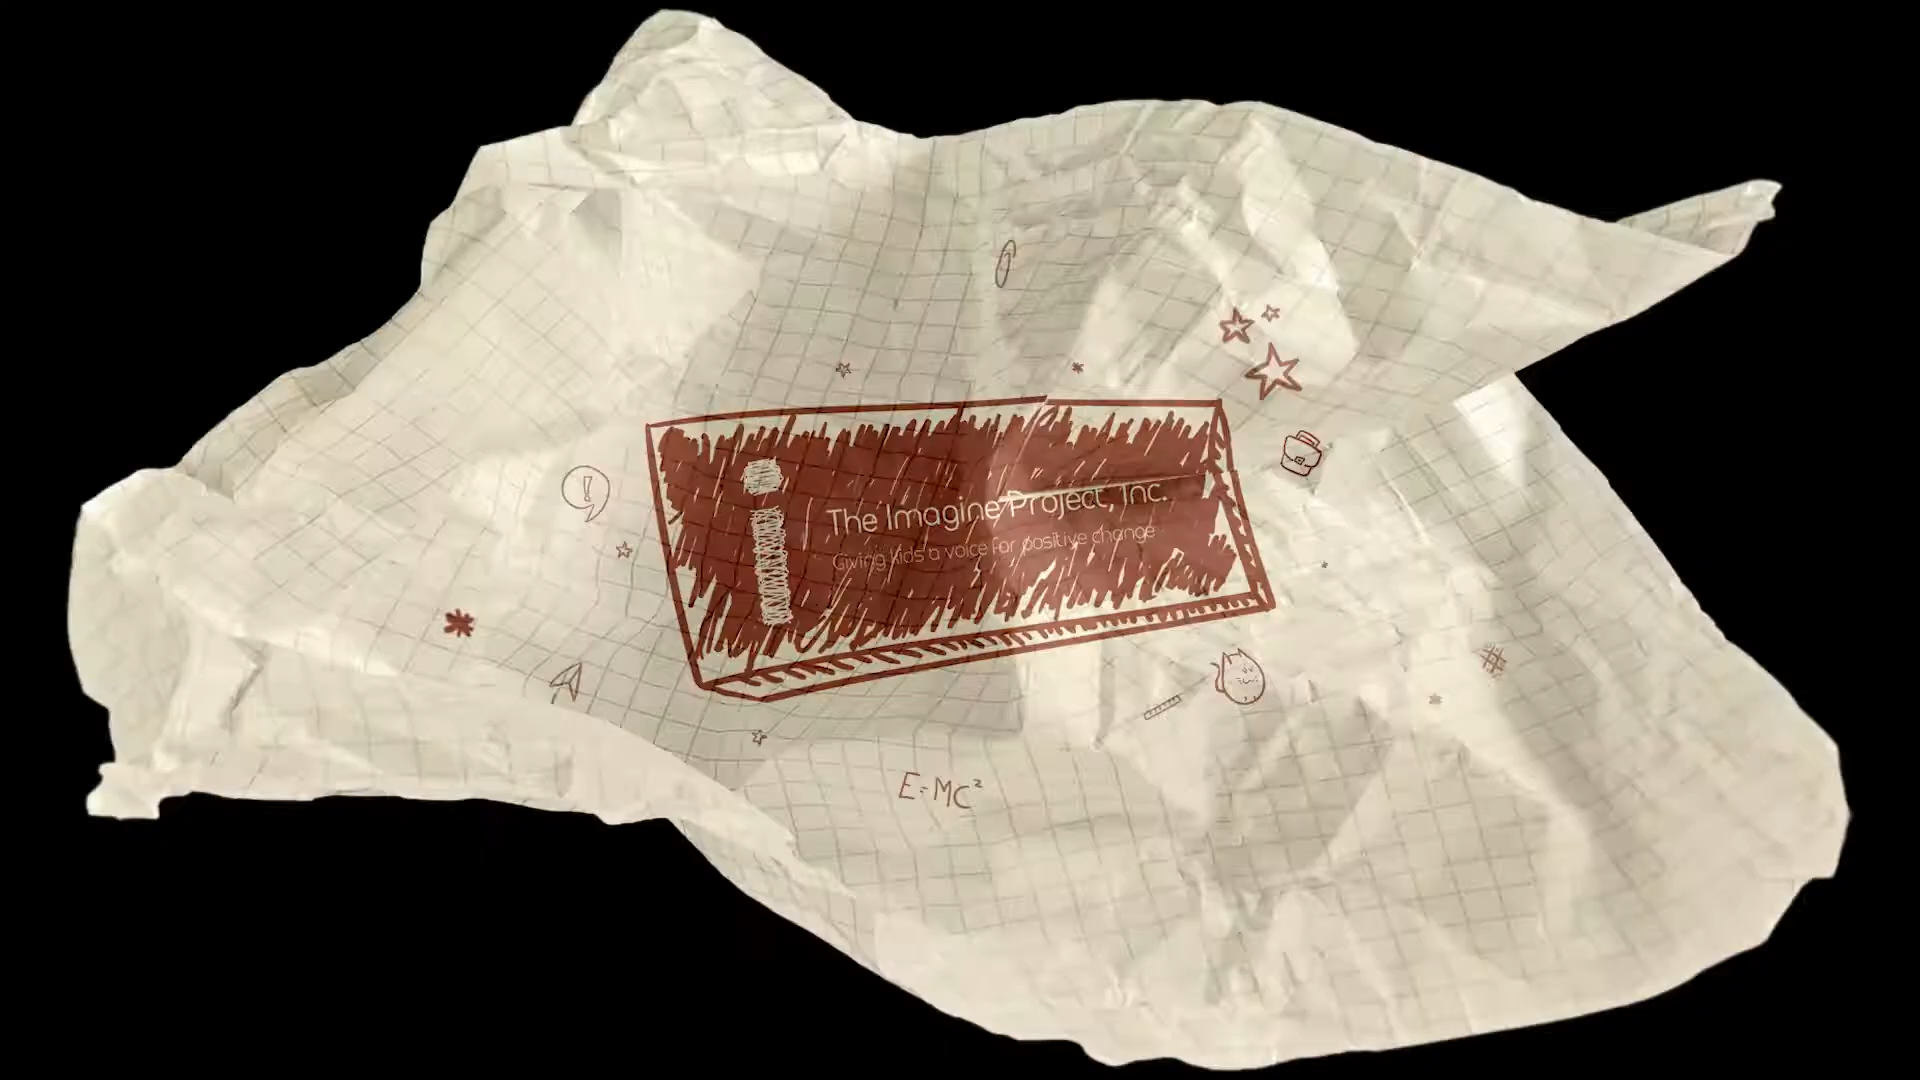 The Imagine Project, Inc.
Giving kids a voice for positive change
E=MC²